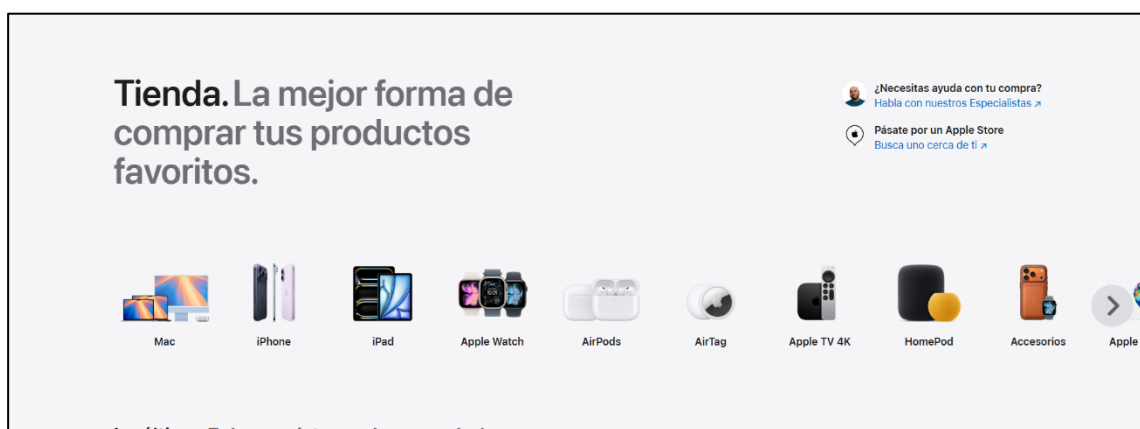 Tienda. La mejor forma de
comprar tus productos
favoritos.
¿Necesitas ayuda con tu compra?
Habla con nuestros Especialistas ↗
Pásate por un Apple Store
Busca uno cerca de ti ↗
Mac
iPhone
iPad
Apple Watch
AirPods
AirTag
Apple TV 4K
HomePod
Accesorios
Apple